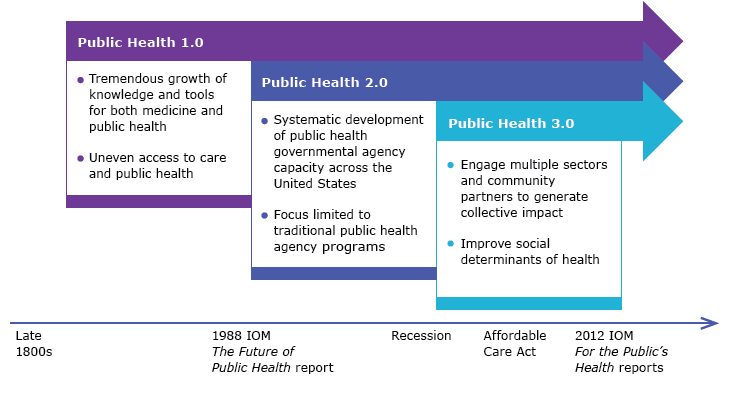 Public Health 1.0
Tremendous growth of
knowledge and tools
for both medicine and
public health
Uneven access to care
and public health
Public Health 2.0
Systematic development
of public health
governmental agency
capacity across the
United States
Focus limited to
traditional public health
agency programs
Public Health 3.0
Engage multiple sectors
and community
partners to generate
collective impact
Improve social
determinants of health
Late
1800s
1988 IOM
The Future of
Public Health report
Recession
Affordable
Care Act
2012 IOM
For the Public’s
Health reports